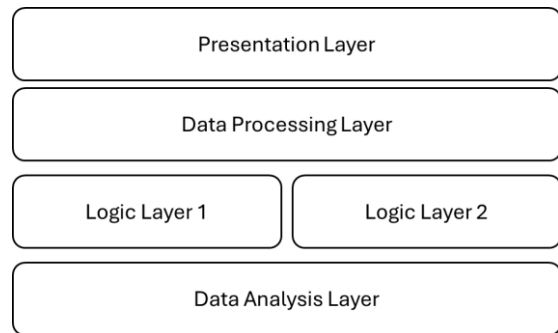 Presentation Layer
Data Processing Layer
Logic Layer 1
Logic Layer 2
Data Analysis Layer